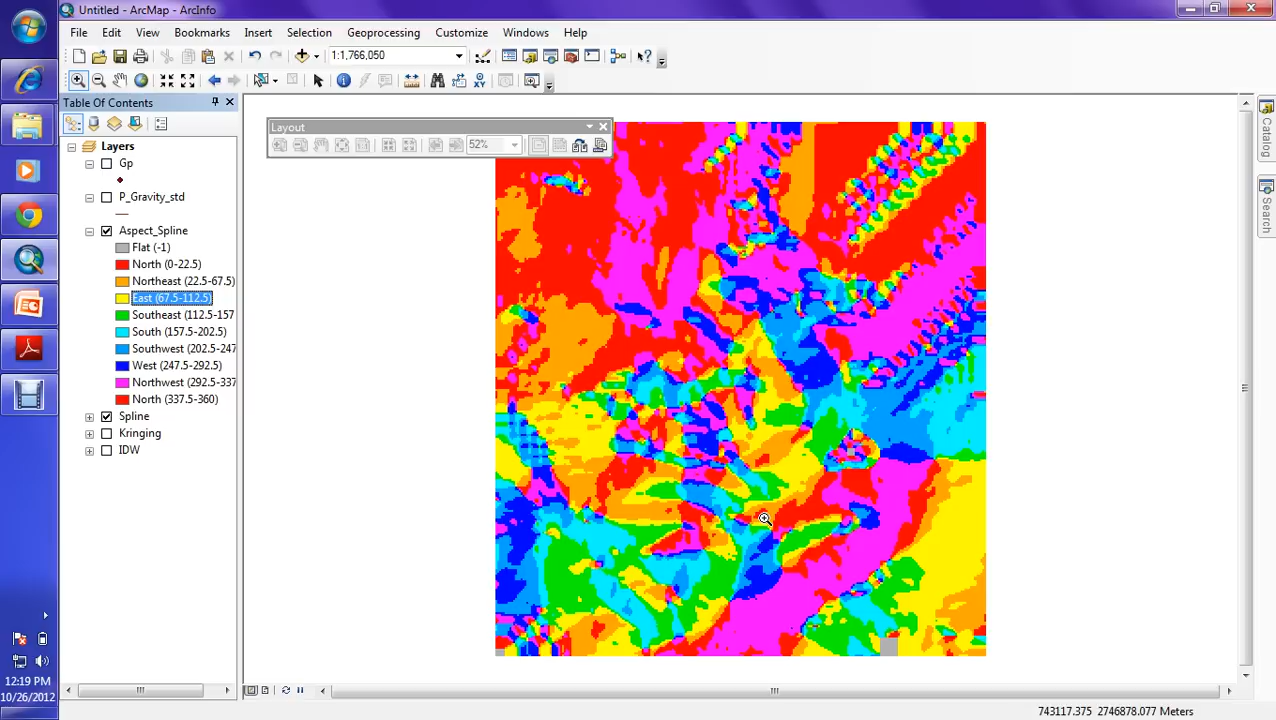 Untitled - ArcMap - ArcInfo
File Edit View Bookmarks Insert Selection Geoprocessing Customize Windows Help
1:1,766,050
Table Of Contents
Layers
Gp
P_Gravity_std
Aspect_Spline
Flat (-1)
North (0-22.5)
Northeast (22.5-67.5)
East (67.5-112.5)
Southeast (112.5-157
South (157.5-202.5)
Southwest (202.5-247
West (247.5-292.5)
Northwest (292.5-337
North (337.5-360)
Spline
Kringing
IDW
Layout
52%
Catalog
Search
12:19 PM
10/26/2012
743117.375 2746878.077 Meters